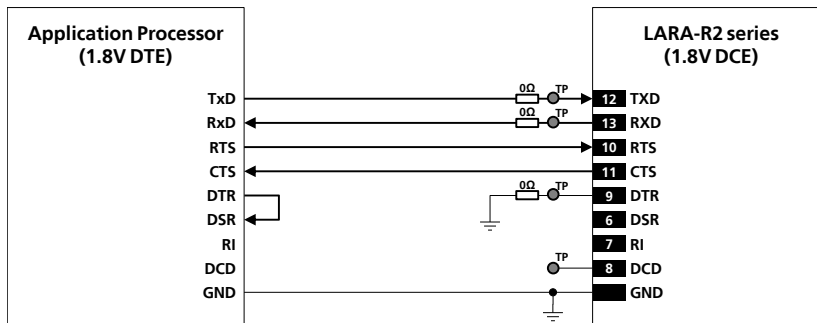 Application Processor
(1.8V DTE)
LARA-R2 series
(1.8V DCE)
TxD 0Ω TP 12 TXD
RxD 0Ω TP 13 RXD
RTS 10 RTS
CTS 11 CTS
DTR 0Ω TP 9 DTR
DSR 6 DSR
RI 7 RI
DCD TP 8 DCD
GND GND